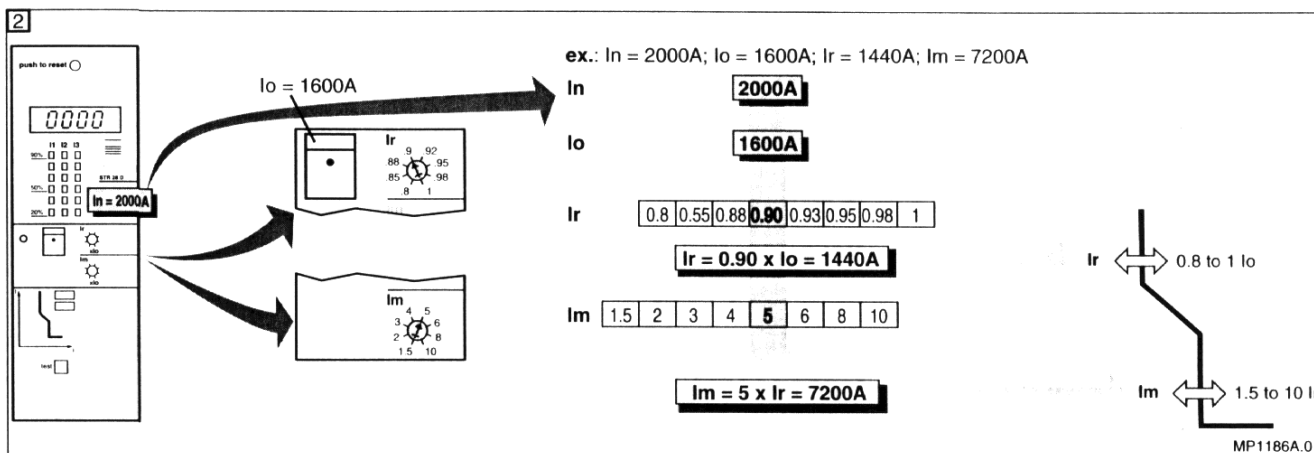 2
push to reset
0000
I1 I2 I3
90%
STR 28 D
50%
In = 2000A
20%
Ir
xIo
Im
xIo
test
Io = 1600A
Ir
.9 .92
.88 .95
.85 .98
.8 1
Im
4 5
3 6
2 8
1.5 10
ex.: In = 2000A; Io = 1600A; Ir = 1440A; Im = 7200A
In 2000A
Io 1600A
Ir 0.8 0.55 0.88 0.90 0.93 0.95 0.98 1
Ir = 0.90 x Io = 1440A
Im 1.5 2 3 4 5 6 8 10
Im = 5 x Ir = 7200A
Ir 0.8 to 1 Io
Im 1.5 to 10 I
MP1186A.0